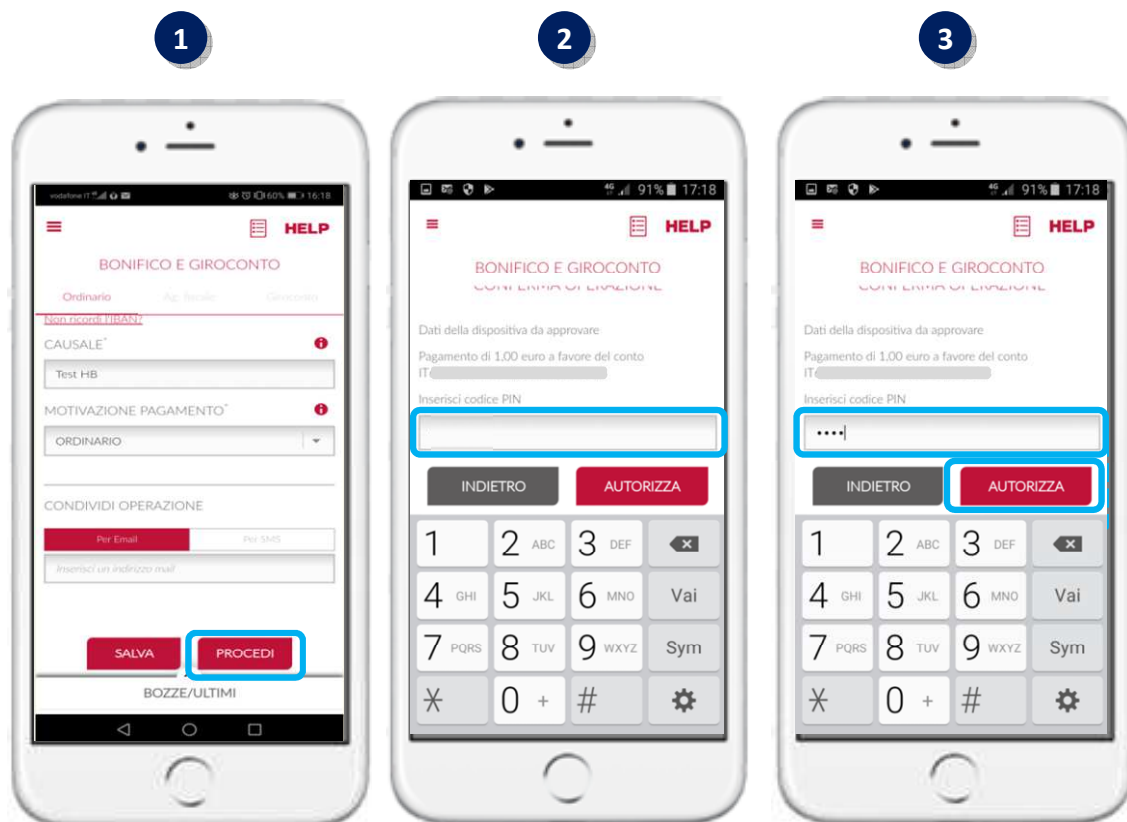 1
2
3
vodafone IT 60% 16:18
HELP
BONIFICO E GIROCONTO
Ordinario Ag. fiscale Giroconto
Non ricordi l'IBAN?
CAUSALE*
Test HB
MOTIVAZIONE PAGAMENTO*
ORDINARIO
CONDIVIDI OPERAZIONE
Per Email Per SMS
Inserisci un indirizzo mail
SALVA PROCEDI
BOZZE/ULTIMI
4G 91% 17:18
HELP
BONIFICO E GIROCONTO
CONFERMA OPERAZIONE
Dati della dispositiva da approvare
Pagamento di 1,00 euro a favore del conto
IT
Inserisci codice PIN
INDIETRO AUTORIZZA
1 2 ABC 3 DEF
4 GHI 5 JKL 6 MNO Vai
7 PQRS 8 TUV 9 WXYZ Sym
* 0 + #
4G 91% 17:18
HELP
BONIFICO E GIROCONTO
CONFERMA OPERAZIONE
Dati della dispositiva da approvare
Pagamento di 1,00 euro a favore del conto
IT
Inserisci codice PIN
••••
INDIETRO AUTORIZZA
1 2 ABC 3 DEF
4 GHI 5 JKL 6 MNO Vai
7 PQRS 8 TUV 9 WXYZ Sym
* 0 + #